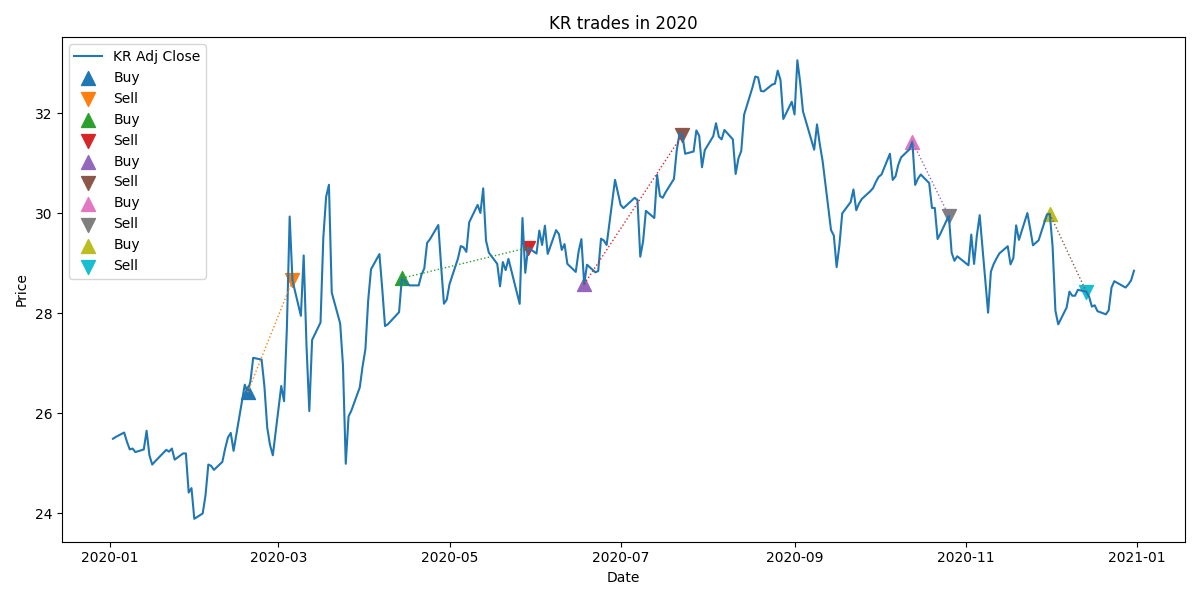 KR trades in 2020
KR Adj Close
Buy
Sell
Buy
Sell
Buy
Sell
Buy
Sell
Buy
Sell
Price
32
30
28
26
24
2020-01
2020-03
2020-05
2020-07
2020-09
2020-11
2021-01
Date